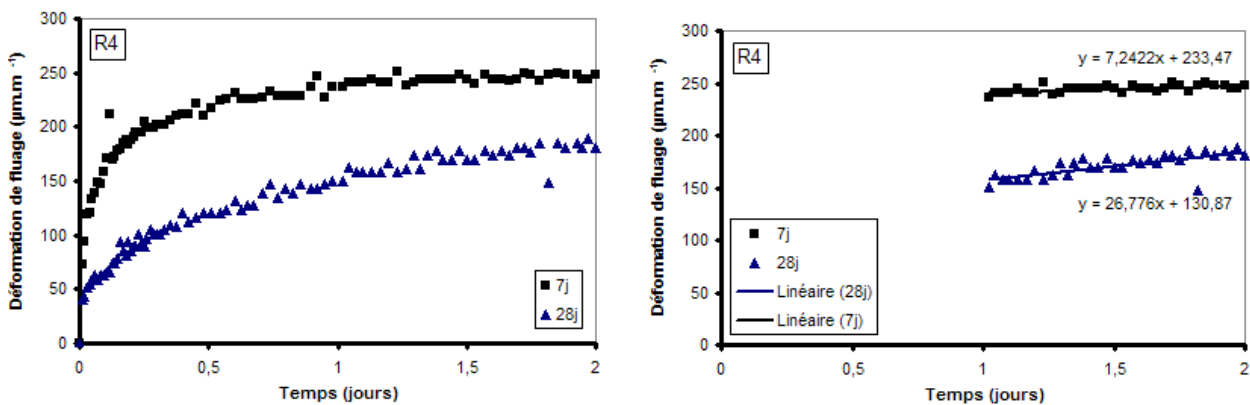 R4
Déformation de fluage (µm.m ⁻¹)
300
250
200
150
100
50
0
7j
28j
0
0,5
1
1,5
2
Temps (jours)
R4
Déformation de fluage (µm.m ⁻¹)
300
250
200
150
100
50
0
y = 7,2422x + 233,47
y = 26,776x + 130,87
7j
28j
Linéaire (28j)
Linéaire (7j)
0
0,5
1
1,5
2
Temps (jours)